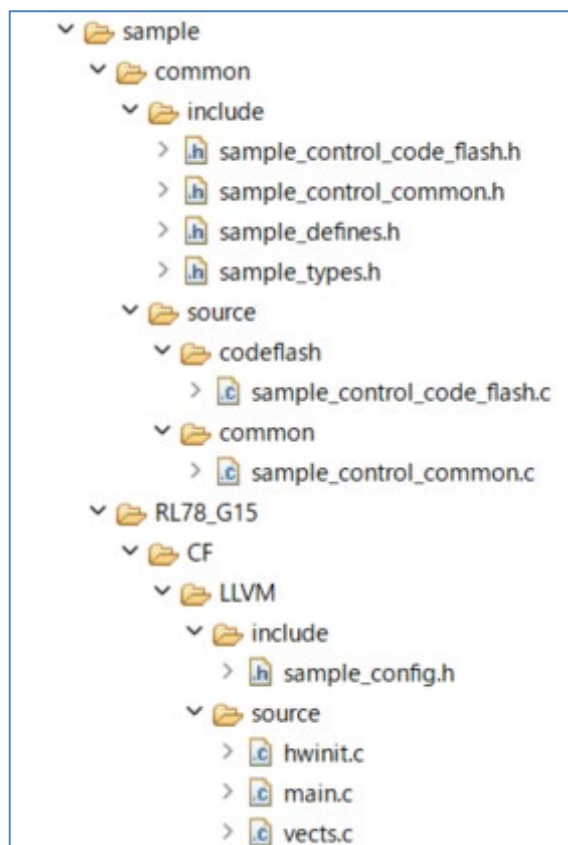 sample
common
include
.h sample_control_code_flash.h
.h sample_control_common.h
.h sample_defines.h
.h sample_types.h
source
codeflash
.c sample_control_code_flash.c
common
.c sample_control_common.c
RL78_G15
CF
LLVM
include
.h sample_config.h
source
.c hwinit.c
.c main.c
.c vects.c